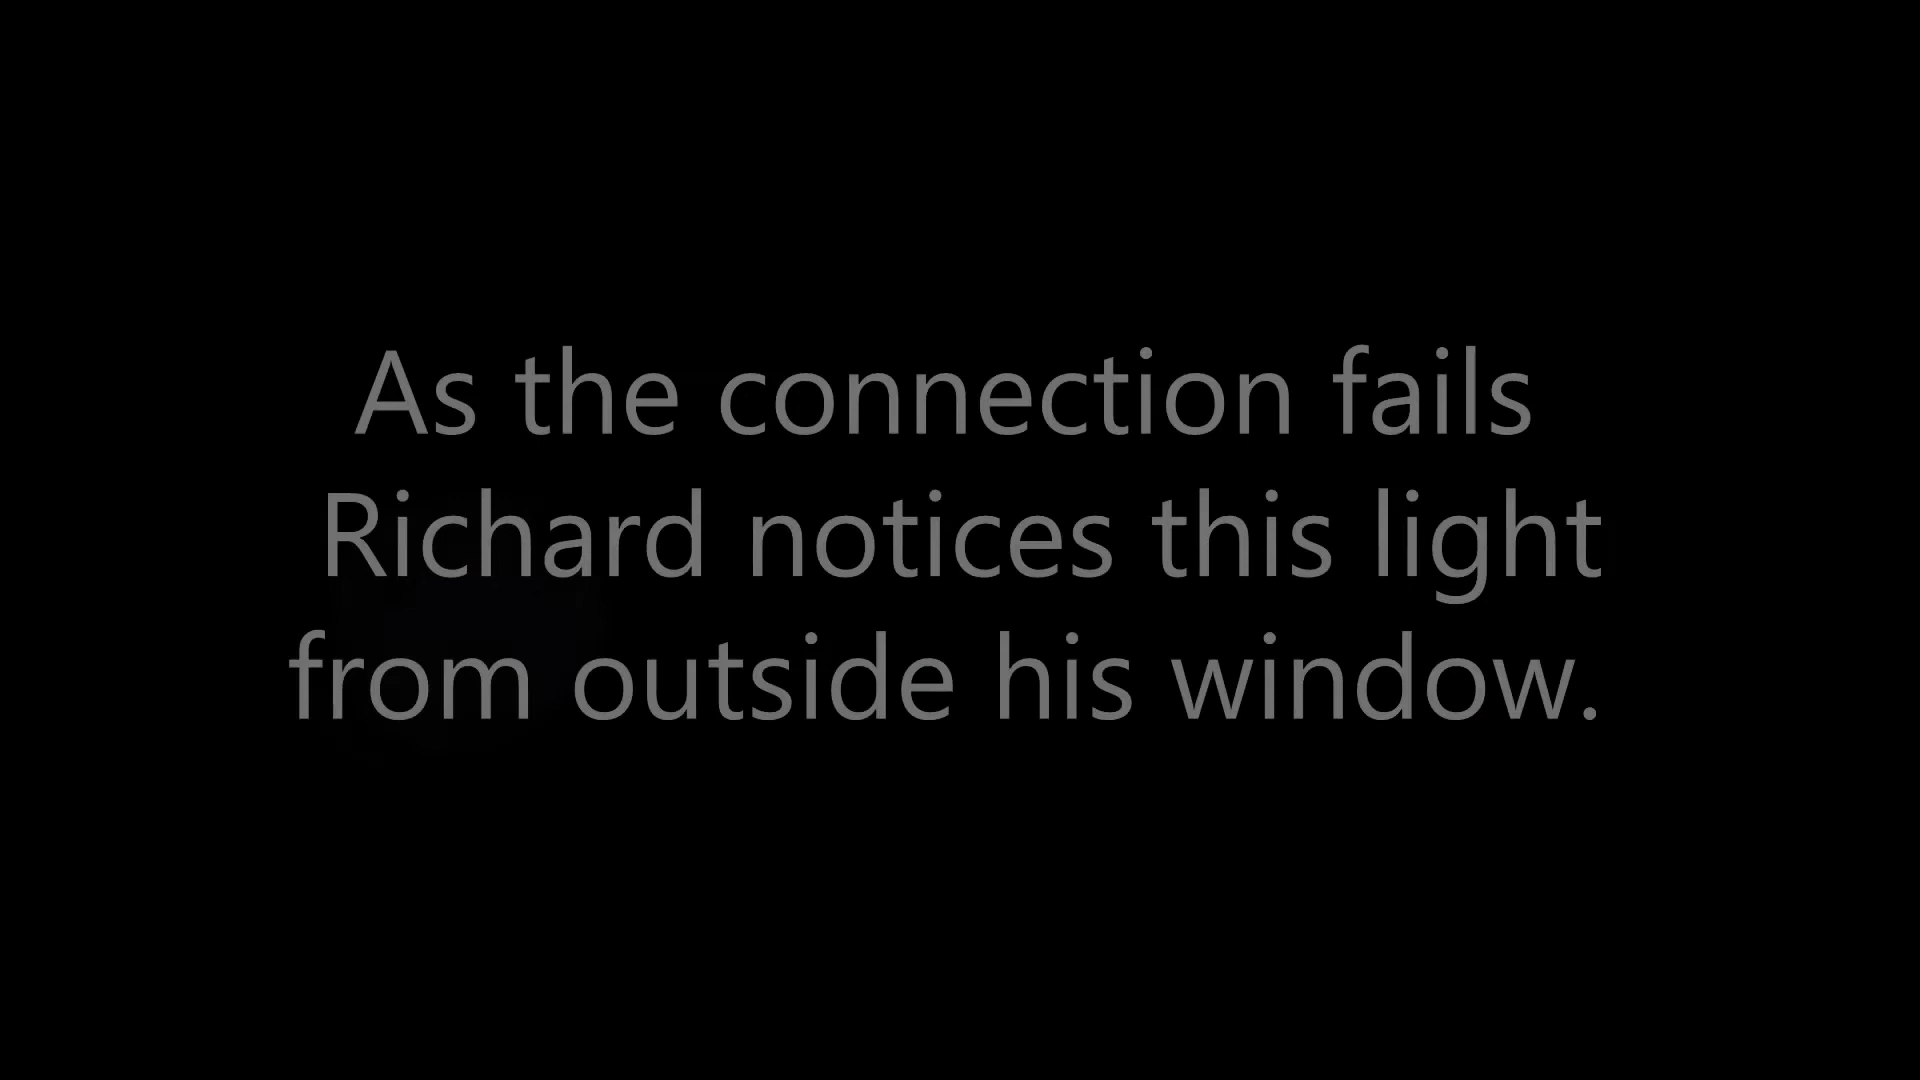 As the connection fails
Richard notices this light
from outside his window.